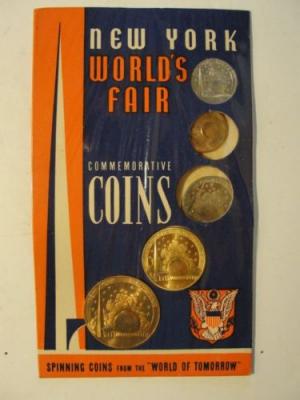 NEW YORK
WORLD'S
FAIR
COMMEMORATIVE
COINS
SPINNING COINS FROM THE "WORLD OF TOMORROW"